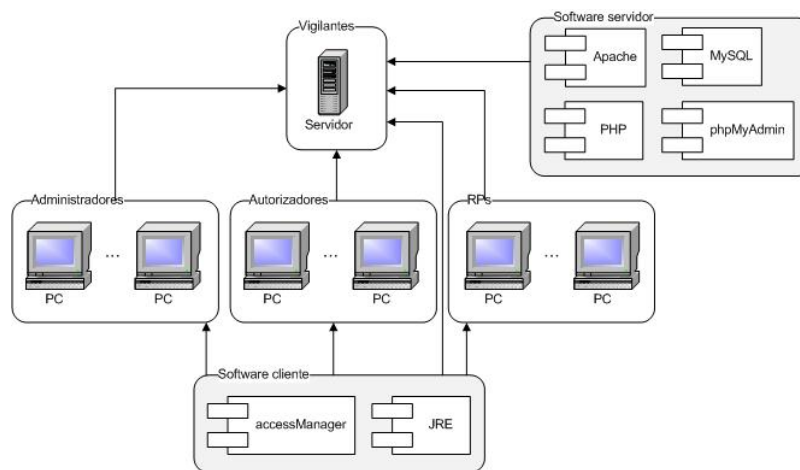 Vigilantes
Servidor
Software servidor
Apache
MySQL
PHP
phpMyAdmin
Administradores
PC
...
PC
Autorizadores
PC
...
PC
RPs
PC
...
PC
Software cliente
accessManager
JRE